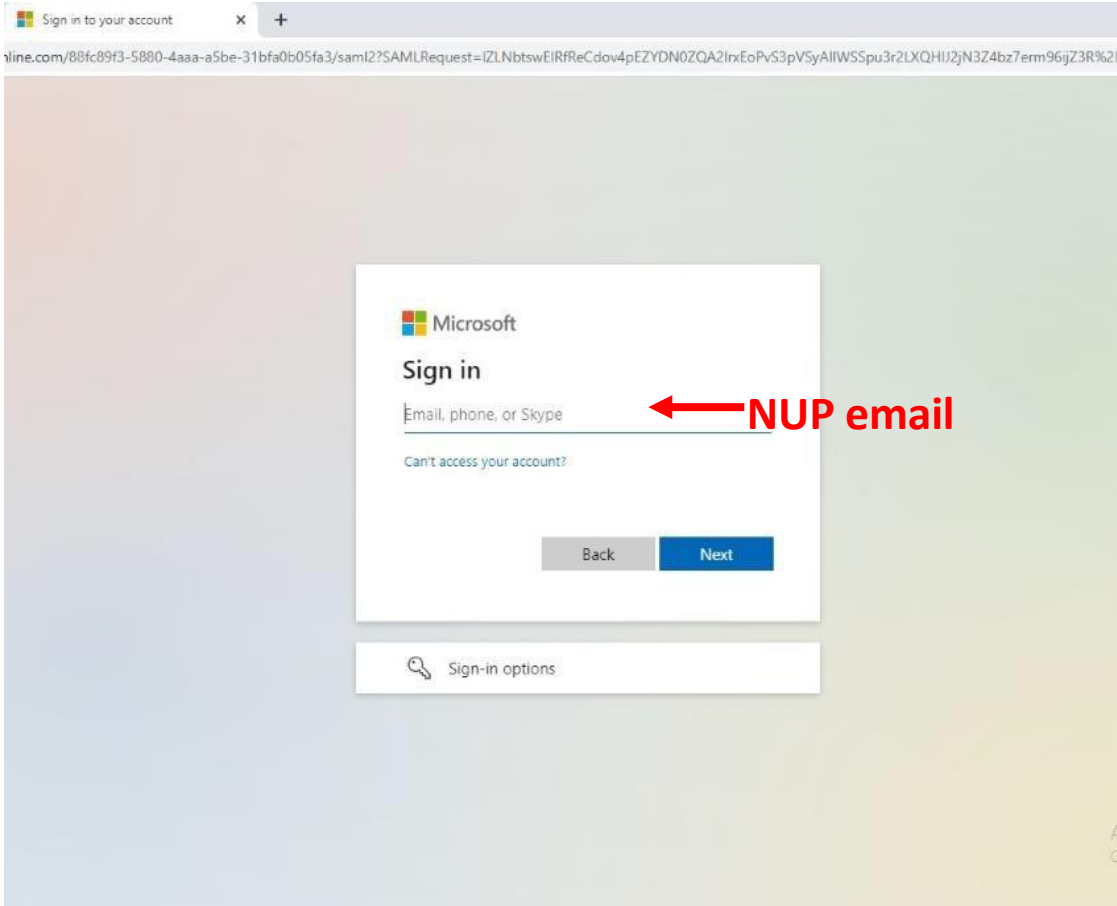 Sign in to your account × +
Microsoft
Sign in
Email, phone, or Skype
NUP email
Can't access your account?
Back Next
Sign-in options